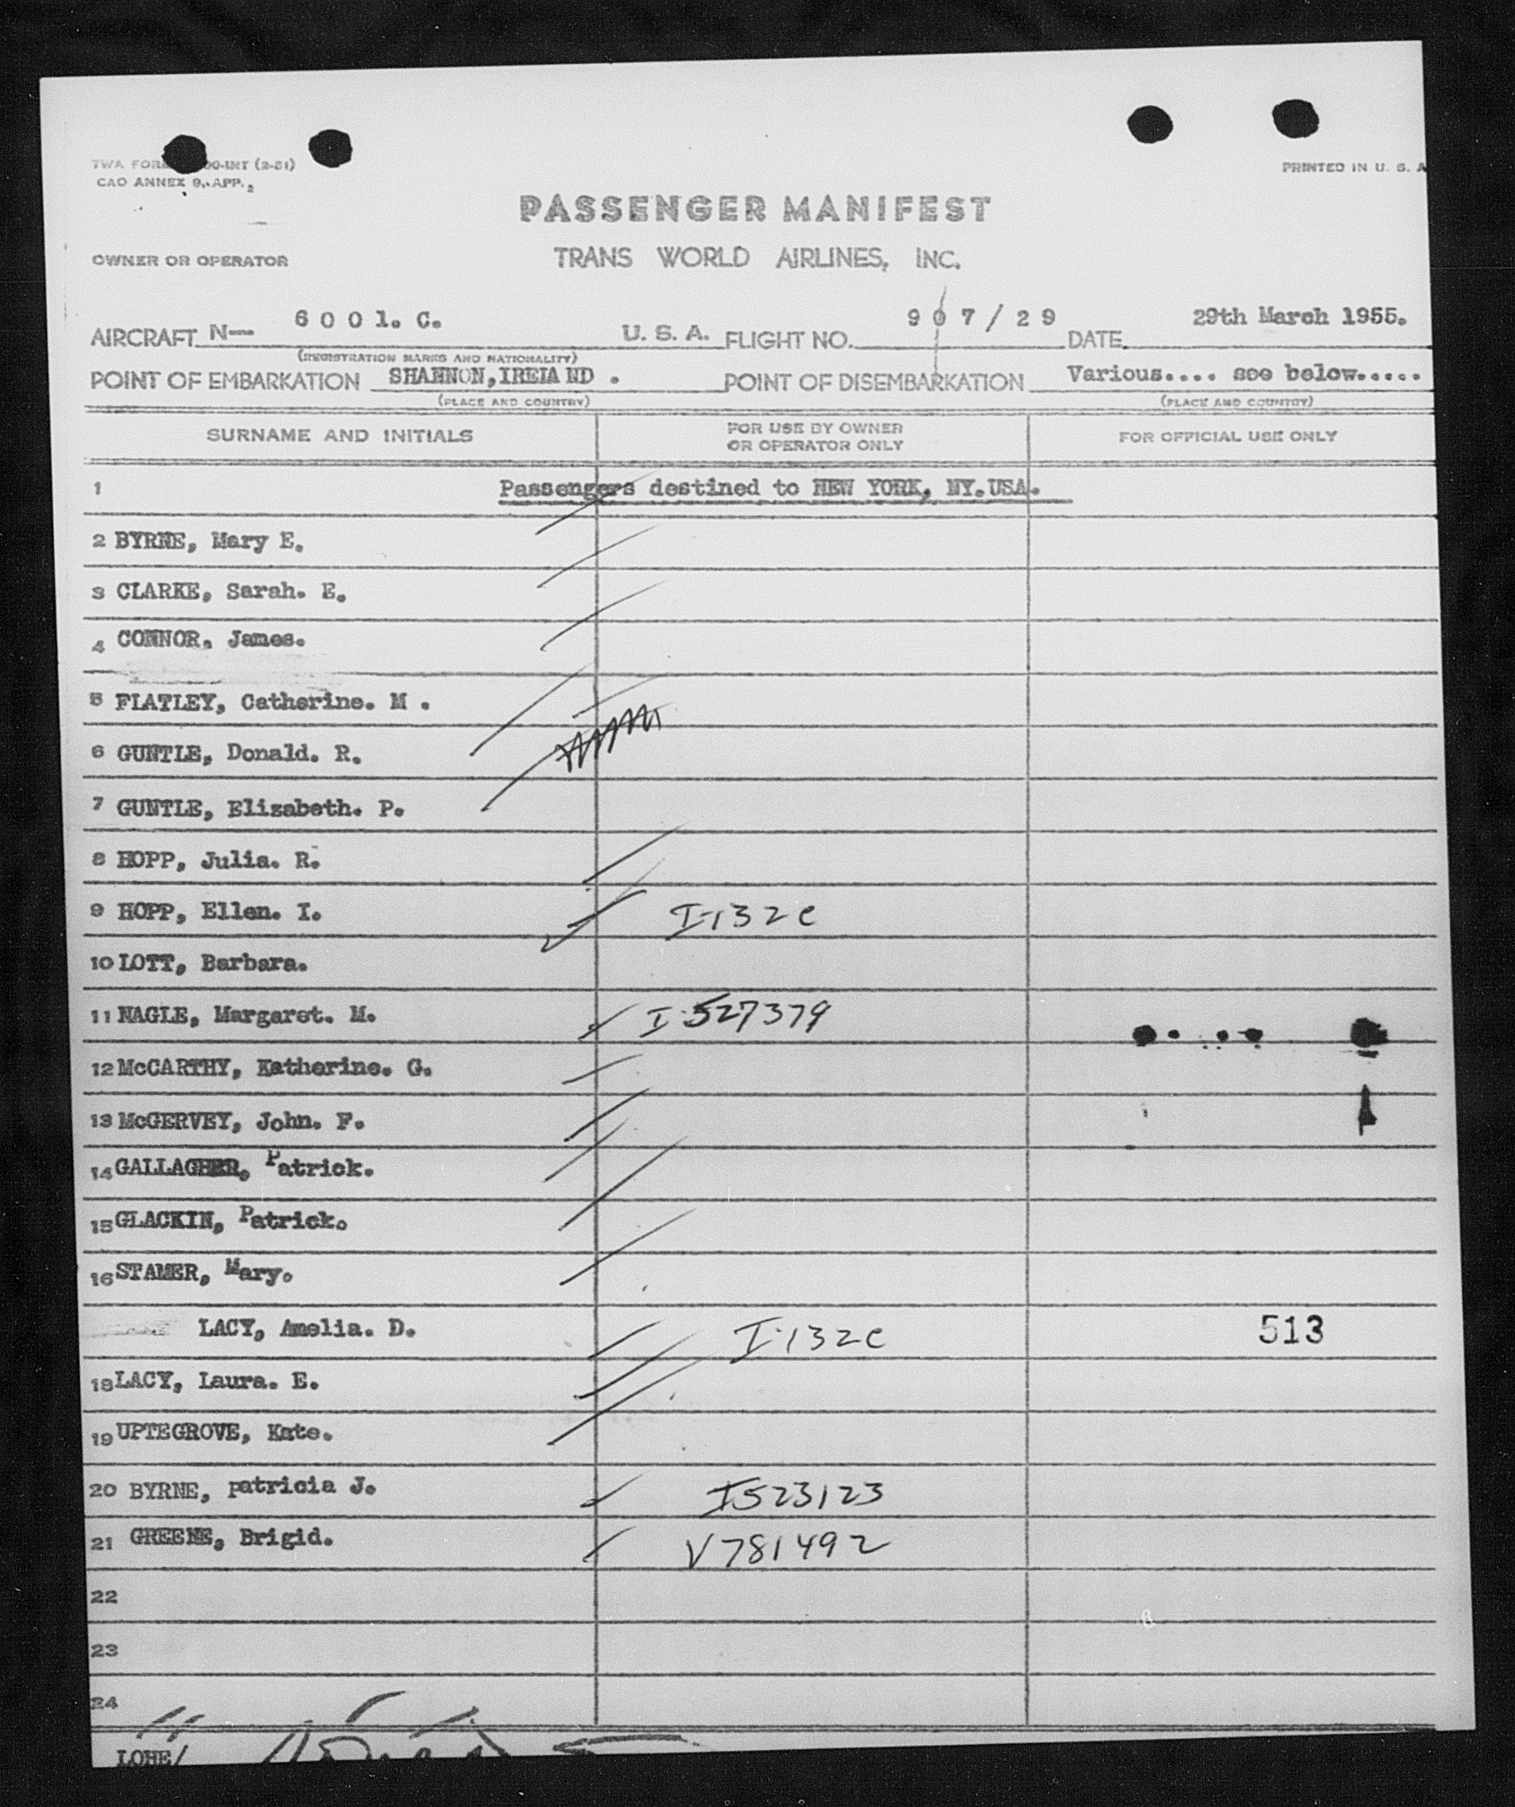 TWA FORM 00-INT (2-51)
CAO ANNEX 9, APP. 2
PRINTED IN U. S. A
PASSENGER MANIFEST
OWNER OR OPERATOR TRANS WORLD AIRLINES, INC.
AIRCRAFT N— 6001. C. U. S. A. FLIGHT NO. 907/29 DATE 29th March 1955.
(REGISTRATION MARKS AND NATIONALITY)
POINT OF EMBARKATION SHANNON, IRELAND . POINT OF DISEMBARKATION Various.... see below.....
(PLACE AND COUNTRY) (PLACE AND COUNTRY)
SURNAME AND INITIALS FOR USE BY OWNER OR OPERATOR ONLY FOR OFFICIAL USE ONLY
1 Passengers destined to NEW YORK, NY.USA.
2 BYRNE, Mary E.
3 CLARKE, Sarah. E.
4 CONNOR, James.
5 FLATLEY, Catherine. M .
6 GUNTLE, Donald. R.
7 GUNTLE, Elizabeth. P.
8 HOPP, Julia. R.
9 HOPP, Ellen. I. I-132c
10 LOTT, Barbara.
11 NAGLE, Margaret. M. I-527379
12 McCARTHY, Katherine. G.
13 McGERVEY, John. F.
14 GALLAGHER, Patrick.
15 GLACKIN, Patrick.
16 STAMER, Mary.
LACY, Amelia. D. I-132c 513
18 LACY, Laura. E.
19 UPTEGROVE, Kate.
20 BYRNE, patricia J. I523123
21 GREENE, Brigid. V781492
22
23
24
LOHE/